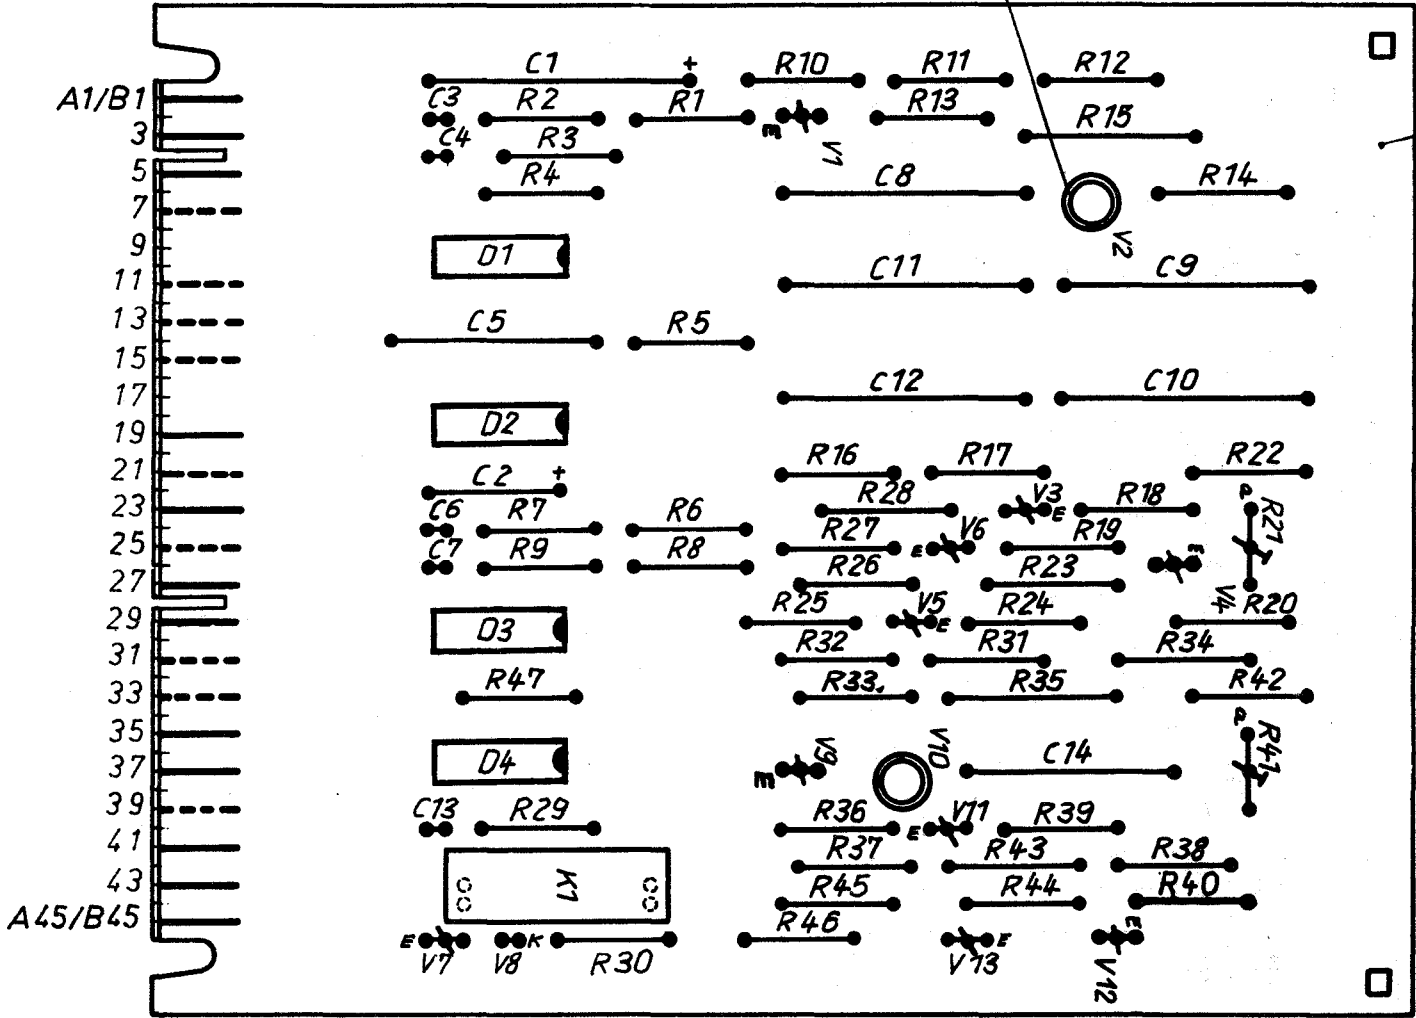 C1 + R10 R11 R12
A1/B1 C3 R2 R1 R13
3 C4 R3 m V1 R15
5 R4 C8 R14
7 V2
9 D1
11 C11 C9
13 C5 R5
15
17 C12 C10
19 D2
21 C2 + R16 R17 R22
23 C6 R7 R6 R28 V3 E R18 a R21
25 C7 R9 R8 R27 E V6 R19 E
27 R26 R23 V4
29 D3 R25 V5 E R24 R20
31 R32 R31 R34
33 R47 R33. R35 R42
35 V10 a R41
37 D4 m V9 C14
39 C13 R29 R36 E V11 R39
41 R37 R43 R38
43 K1 R45 R44 R40
A45/B45 R46 E
E V7 V8 K R30 V13 E V12